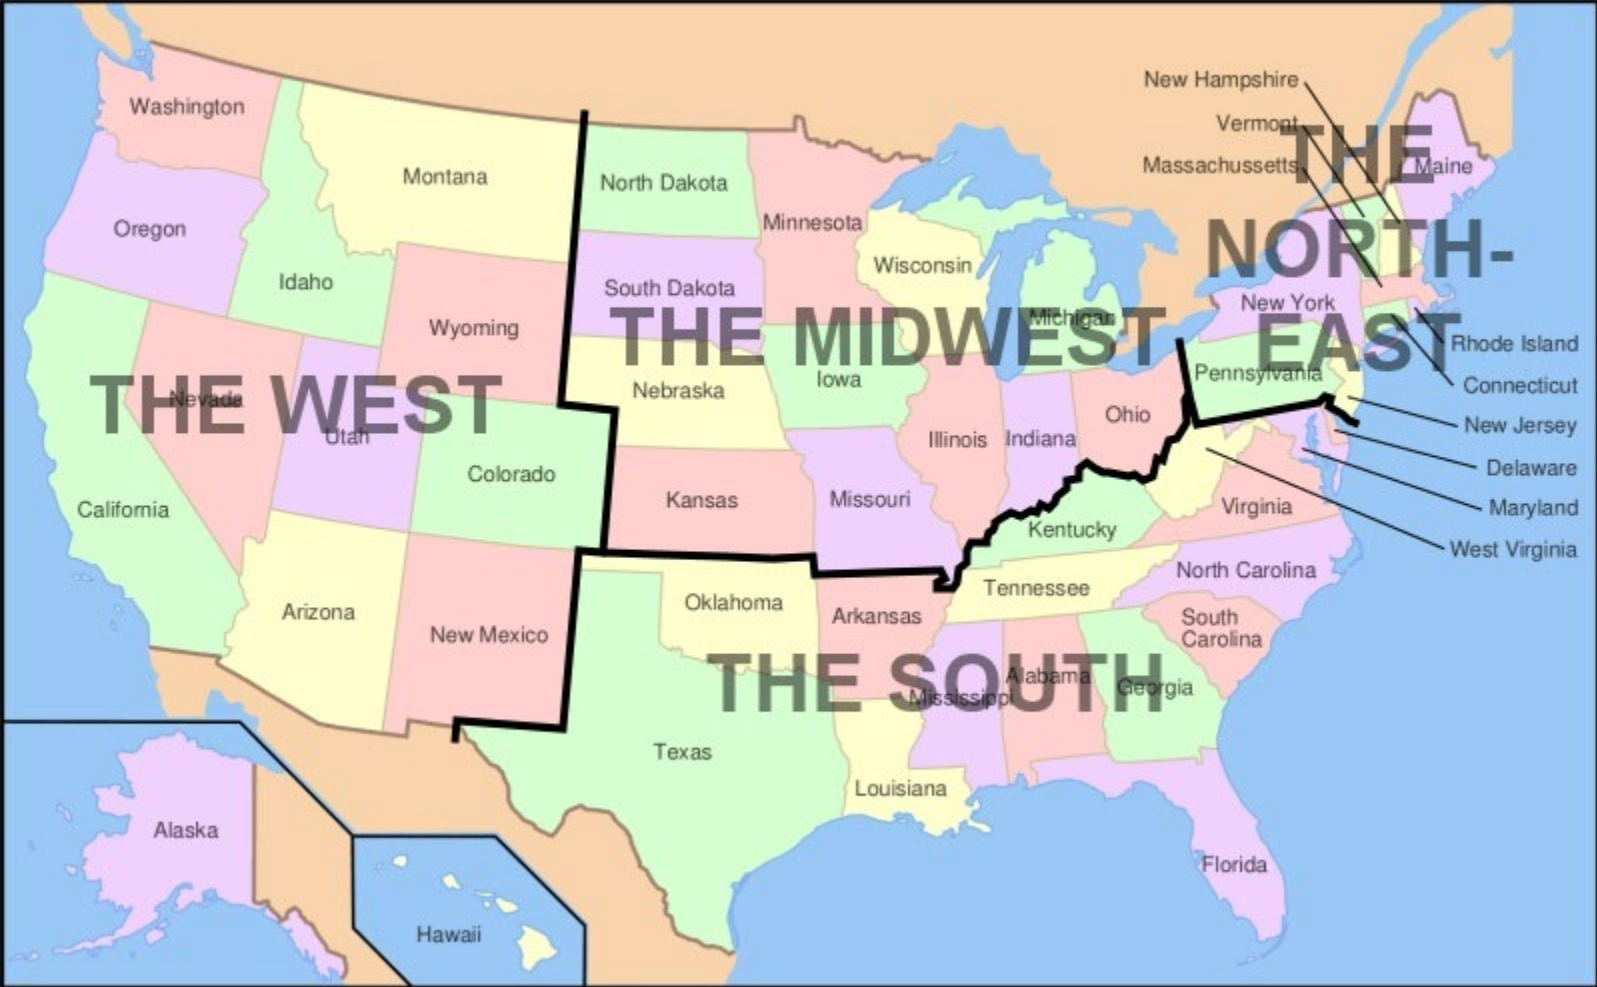 New Hampshire
Vermont
Massachussetts
THE
Maine
Washington
Montana
North Dakota
Minnesota
Oregon
Idaho
South Dakota
Wisconsin
NORTH-
New York
Wyoming
THE MIDWEST
Michigan
EAST
Rhode Island
Pennsylvania
Connecticut
THE WEST
Nevada
Utah
Nebraska
Iowa
Ohio
New Jersey
Illinois
Indiana
Colorado
Delaware
California
Kansas
Missouri
Virginia
Maryland
Kentucky
West Virginia
North Carolina
Tennessee
Arizona
New Mexico
Oklahoma
Arkansas
South
Carolina
THE SOUTH
Mississippi
Alabama
Georgia
Texas
Louisiana
Alaska
Florida
Hawaii